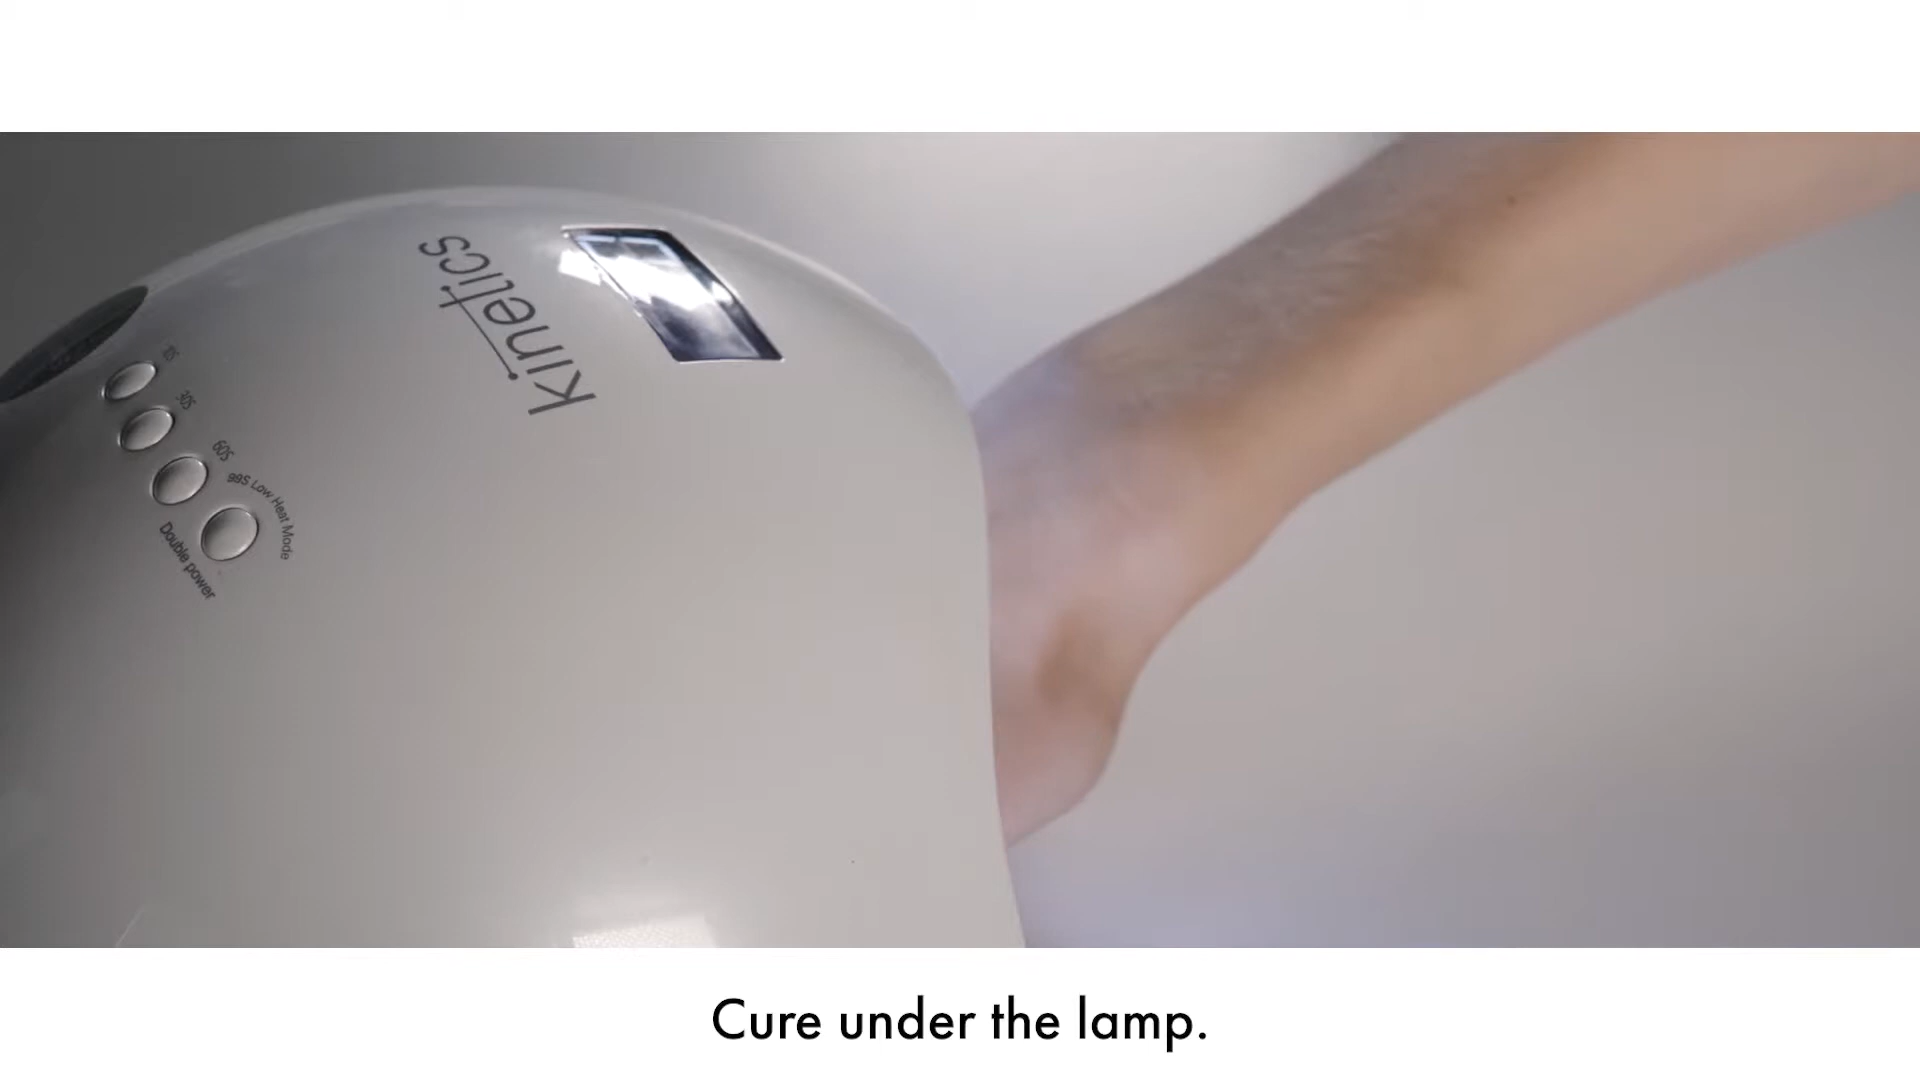 kinetics
10S
30S
60S
99S Low Heat Mode
Double power
Cure under the lamp.